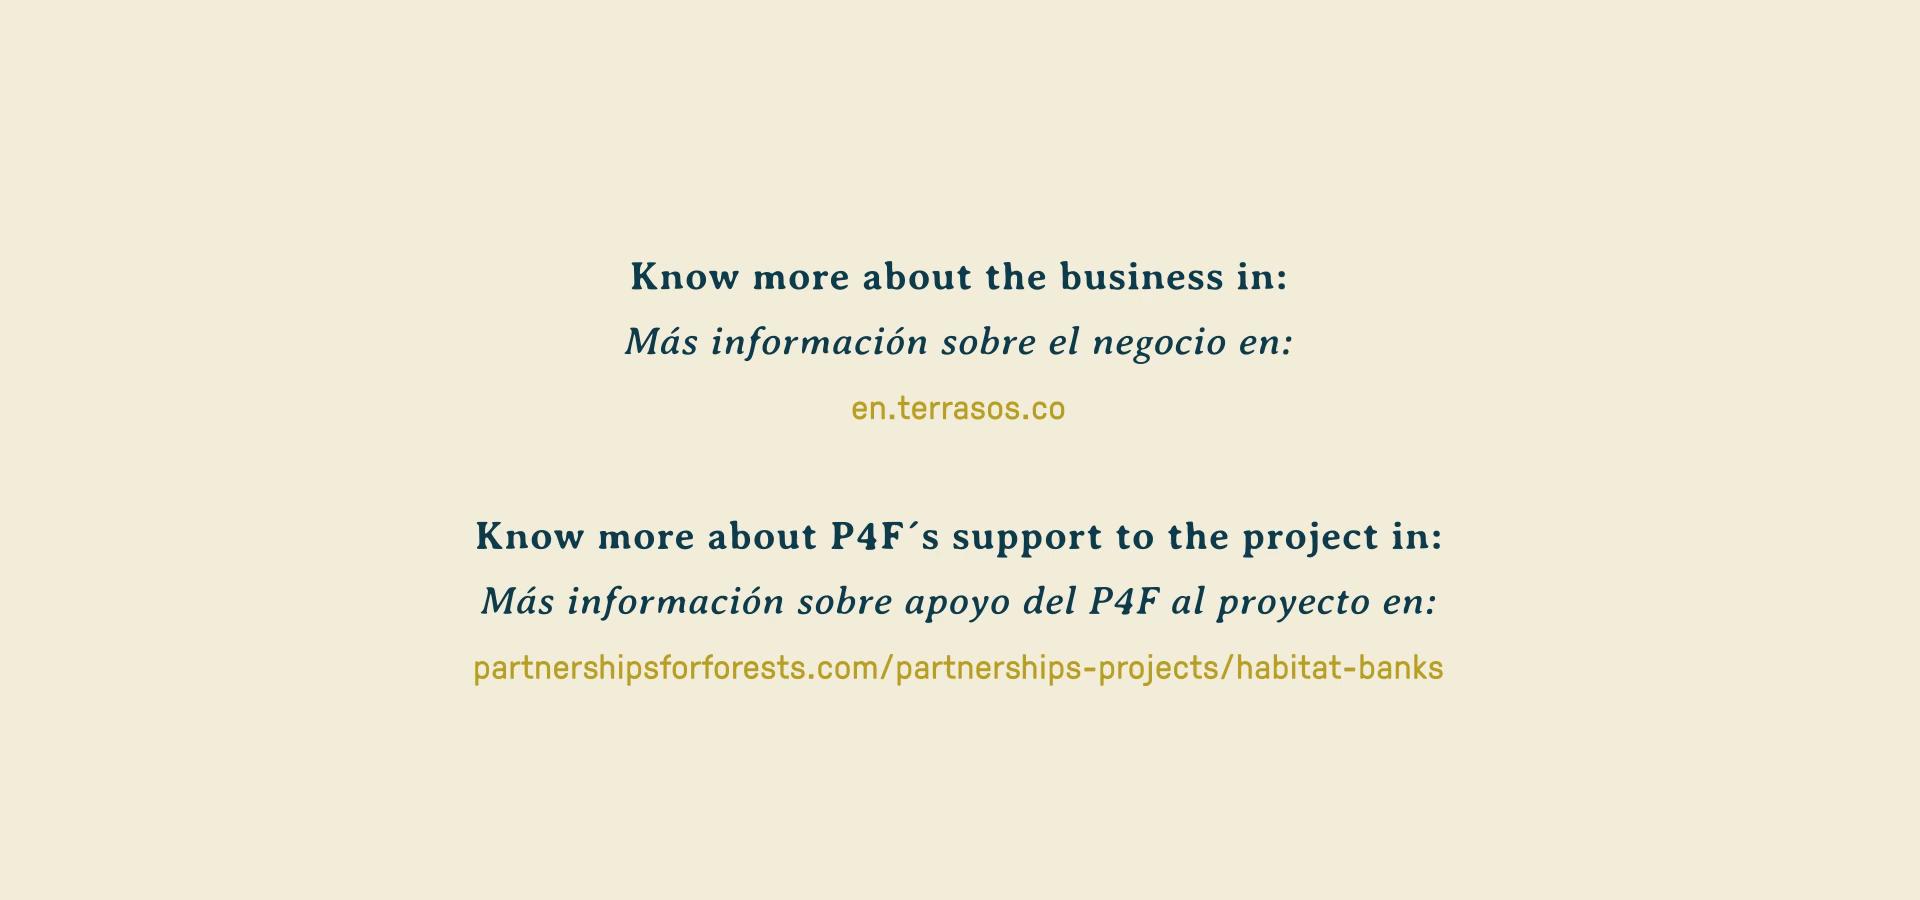 Know more about the business in:
Más información sobre el negocio en:
en.terrasos.co
Know more about P4F´s support to the project in:
Más información sobre apoyo del P4F al proyecto en:
partnershipsforforests.com/partnerships-projects/habitat-banks